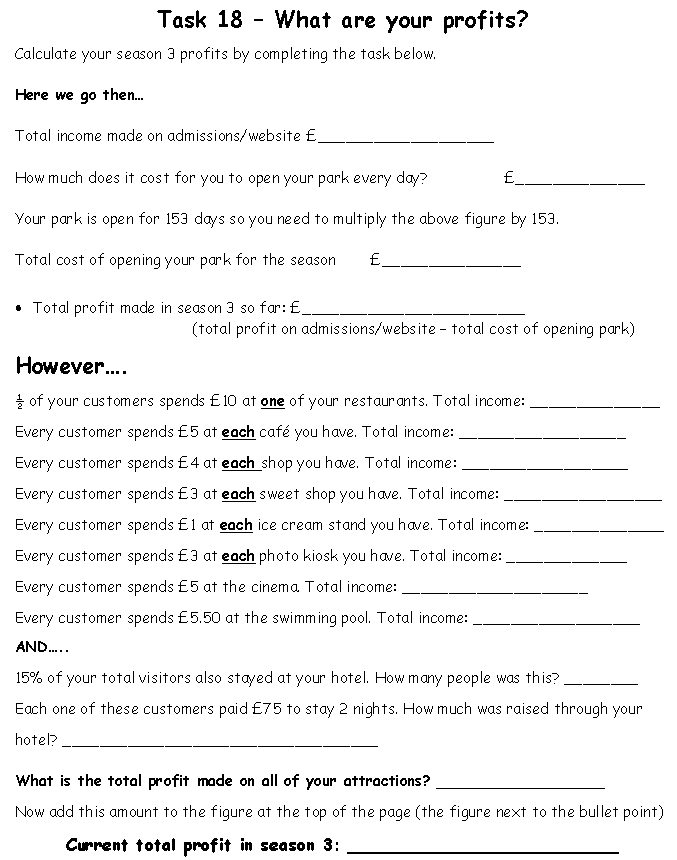 Task 18 – What are your profits?
Calculate your season 3 profits by completing the task below.
Here we go then…
Total income made on admissions/website £___________________
How much does it cost for you to open your park every day? £______________
Your park is open for 153 days so you need to multiply the above figure by 153.
Total cost of opening your park for the season £_______________
• Total profit made in season 3 so far: £________________________
(total profit on admissions/website – total cost of opening park)
However….
½ of your customers spends £10 at one of your restaurants. Total income: ______________
Every customer spends £5 at each café you have. Total income: __________________
Every customer spends £4 at each shop you have. Total income: __________________
Every customer spends £3 at each sweet shop you have. Total income: _________________
Every customer spends £1 at each ice cream stand you have. Total income: ______________
Every customer spends £3 at each photo kiosk you have. Total income: _____________
Every customer spends £5 at the cinema. Total income: ____________________
Every customer spends £5.50 at the swimming pool. Total income: __________________
AND…..
15% of your total visitors also stayed at your hotel. How many people was this? ________
Each one of these customers paid £75 to stay 2 nights. How much was raised through your
hotel? __________________________________
What is the total profit made on all of your attractions? __________________
Now add this amount to the figure at the top of the page (the figure next to the bullet point)
Current total profit in season 3: ________________________